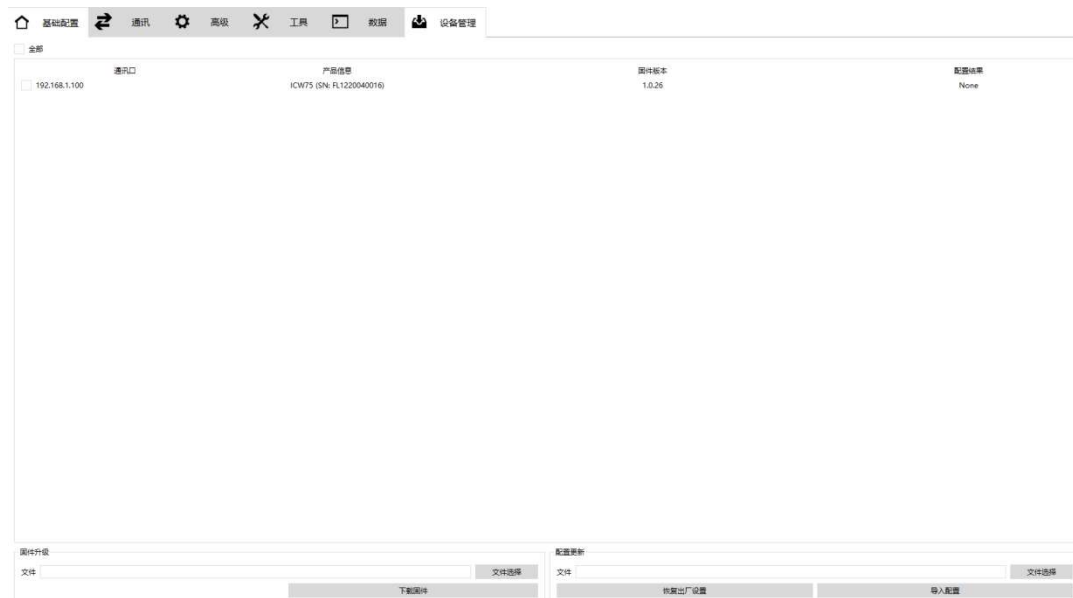 基础配置 通讯 高级 工具 数据 设备管理
全部
通讯口 产品信息 固件版本 配置结果
192.168.1.100 ICW75 (SN: FL1220040016) 1.0.26 None
固件升级 配置更新
文件 文件选择 文件 文件选择
下载固件 恢复出厂设置 导入配置